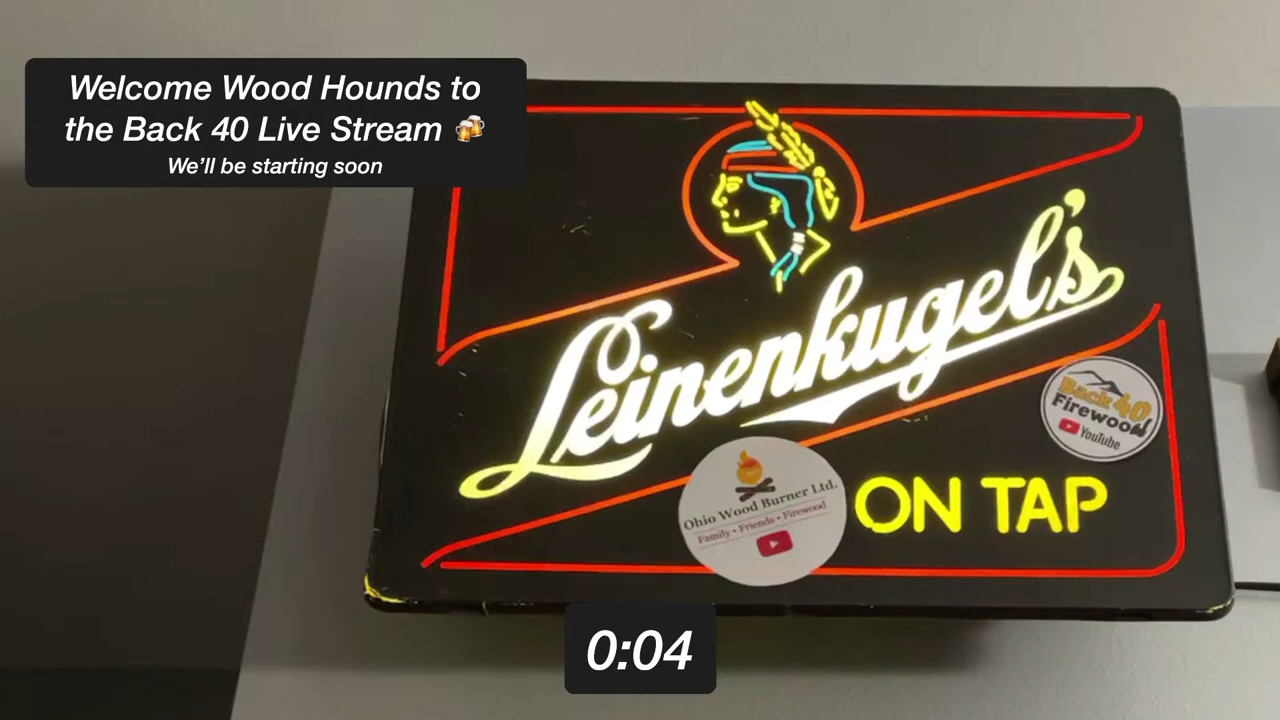 Welcome Wood Hounds to
the Back 40 Live Stream 🍻
We’ll be starting soon
Leinenkugel's
Back 40
Firewood
YouTube
Ohio Wood Burner Ltd.
Family • Friends • Firewood
ON TAP
0:04